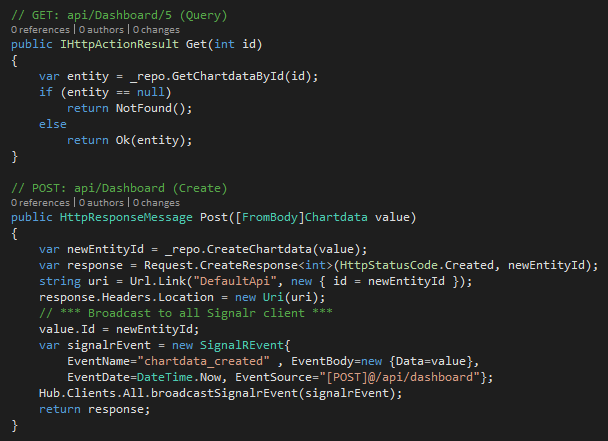 // GET: api/Dashboard/5 (Query)
0 references | 0 authors | 0 changes
public IHttpActionResult Get(int id)
{
    var entity = _repo.GetChartdataById(id);
    if (entity == null)
        return NotFound();
    else
        return Ok(entity);
}

// POST: api/Dashboard (Create)
0 references | 0 authors | 0 changes
public HttpResponseMessage Post([FromBody]Chartdata value)
{
    var newEntityId = _repo.CreateChartdata(value);
    var response = Request.CreateResponse<int>(HttpStatusCode.Created, newEntityId);
    string uri = Url.Link("DefaultApi", new { id = newEntityId });
    response.Headers.Location = new Uri(uri);
    // *** Broadcast to all Signalr client ***
    value.Id = newEntityId;
    var signalrEvent = new SignalREvent{
        EventName="chartdata_created" , EventBody=new {Data=value},
        EventDate=DateTime.Now, EventSource="[POST]@/api/dashboard"};
    Hub.Clients.All.broadcastSignalrEvent(signalrEvent);
    return response;
}